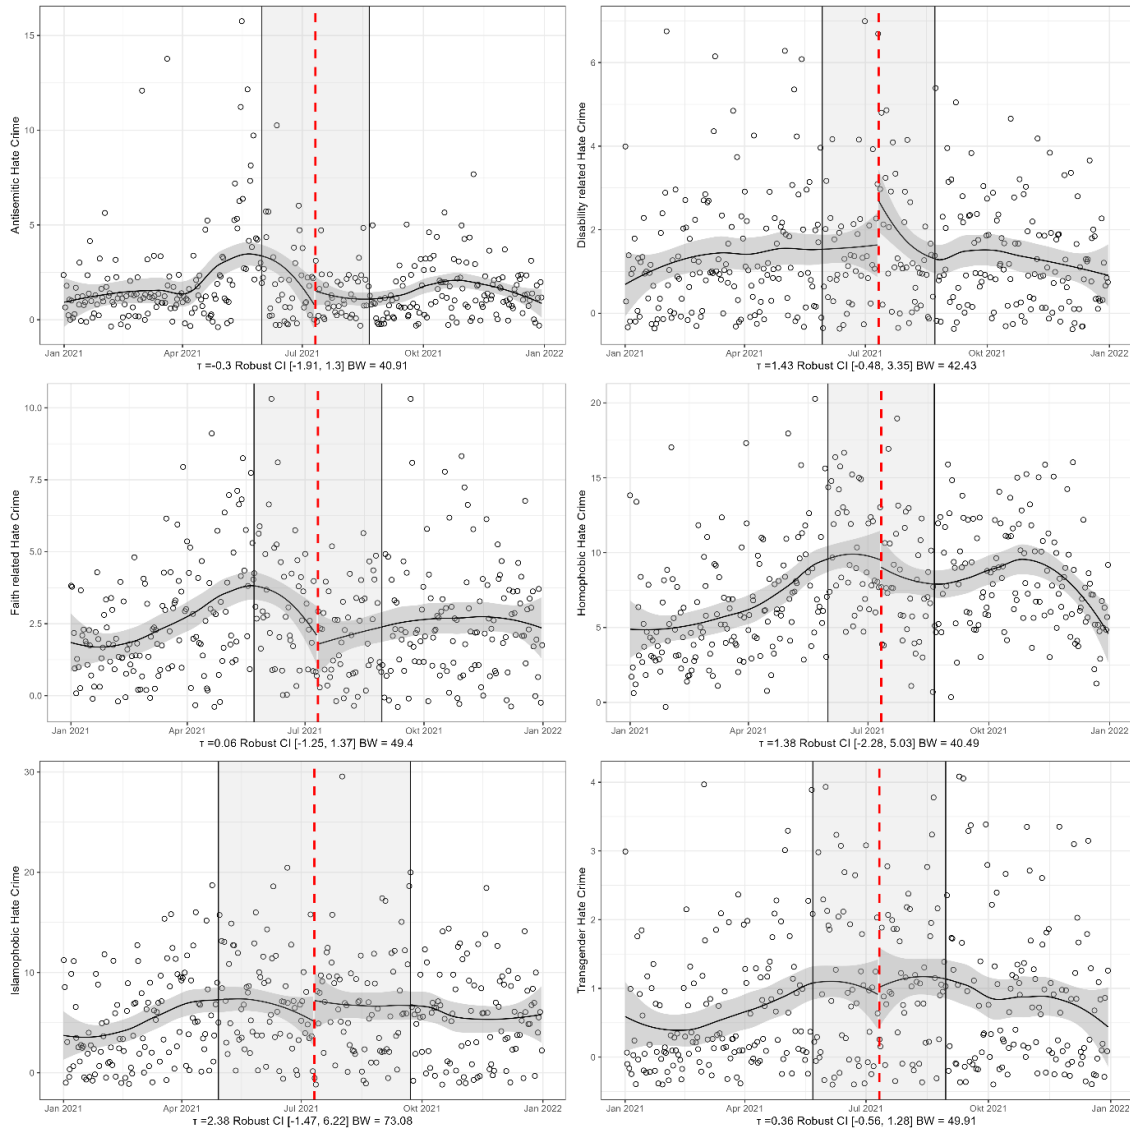 Antisemitic Hate Crime
15
10
5
0
Jan 2021 Apr 2021 Jul 2021 Okt 2021 Jan 2022
τ =-0.3 Robust CI [-1.91, 1.3] BW = 40.91
Disability related Hate Crime
6
4
2
0
Jan 2021 Apr 2021 Jul 2021 Okt 2021 Jan 2022
τ =1.43 Robust CI [-0.48, 3.35] BW = 42.43
Faith related Hate Crime
10.0
7.5
5.0
2.5
0.0
Jan 2021 Apr 2021 Jul 2021 Okt 2021 Jan 2022
τ =0.06 Robust CI [-1.25, 1.37] BW = 49.4
Homophobic Hate Crime
20
15
10
5
0
Jan 2021 Apr 2021 Jul 2021 Okt 2021 Jan 2022
τ =1.38 Robust CI [-2.28, 5.03] BW = 40.49
Islamophobic Hate Crime
30
20
10
0
Jan 2021 Apr 2021 Jul 2021 Okt 2021 Jan 2022
τ =2.38 Robust CI [-1.47, 6.22] BW = 73.08
Transgender Hate Crime
4
3
2
1
0
Jan 2021 Apr 2021 Jul 2021 Okt 2021 Jan 2022
τ =0.36 Robust CI [-0.56, 1.28] BW = 49.91